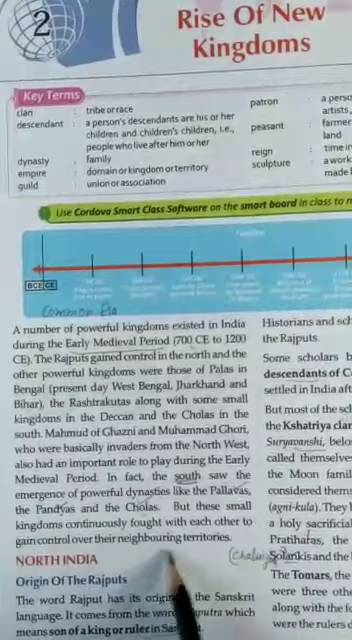 2
Rise Of New
Kingdoms
Key Terms
clan : tribe or race
descendant : a person's descendants are his or her
children and children's children, i.e.,
people who live after him or her
dynasty : family
empire : domain or kingdom or territory
guild : union or association
patron : a perso
artists,
peasant : farmer
land
reign : time in
sculpture : a work
made
Use Cordova Smart Class Software on the smart board in class to
BCE CE
Common Era
A number of powerful kingdoms existed in India
during the Early Medieval Period (700 CE to 1200
CE). The Rajputs gained control in the north and the
other powerful kingdoms were those of Palas in
Bengal (present day West Bengal, Jharkhand and
Bihar), the Rashtrakutas along with some small
kingdoms in the Deccan and the Cholas in the
south. Mahmud of Ghazni and Muhammad Ghori,
who were basically invaders from the North West,
also had an important role to play during the Early
Medieval Period. In fact, the south saw the
emergence of powerful dynasties like the Pallavas,
the Pandyas and the Cholas. But these small
kingdoms continuously fought with each other to
gain control over their neighbouring territories.
NORTH INDIA
Origin Of The Rajputs
The word Rajput has its origin the Sanskrit
language. It comes from the word putra which
means son of a king or ruler in
Historians and sch
the Rajputs.
Some scholars b
descendants of C
settled in India aft
But most of the sch
the Kshatriya clan
Suryavanshi, belo
called themselves
the Moon famil
considered them
(agni-kula). They
a holy sacrificial
Pratiharas, the
Solankis and the
The Tomars, the
were three othe
along with the fo
were the rulers